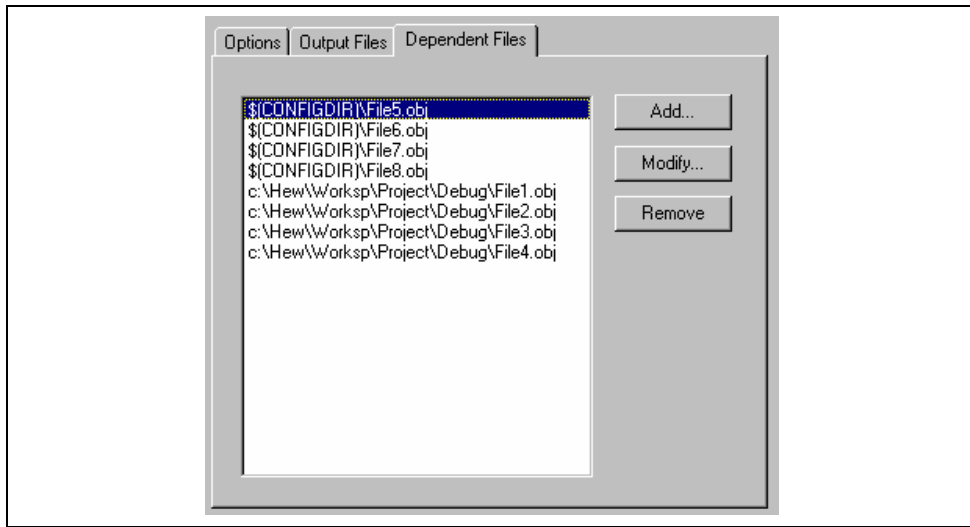 Options Output Files Dependent Files
$(CONFIGDIR)\File5.obj
$(CONFIGDIR)\File6.obj
$(CONFIGDIR)\File7.obj
$(CONFIGDIR)\File8.obj
c:\Hew\Worksp\Project\Debug\File1.obj
c:\Hew\Worksp\Project\Debug\File2.obj
c:\Hew\Worksp\Project\Debug\File3.obj
c:\Hew\Worksp\Project\Debug\File4.obj
Add...
Modify...
Remove